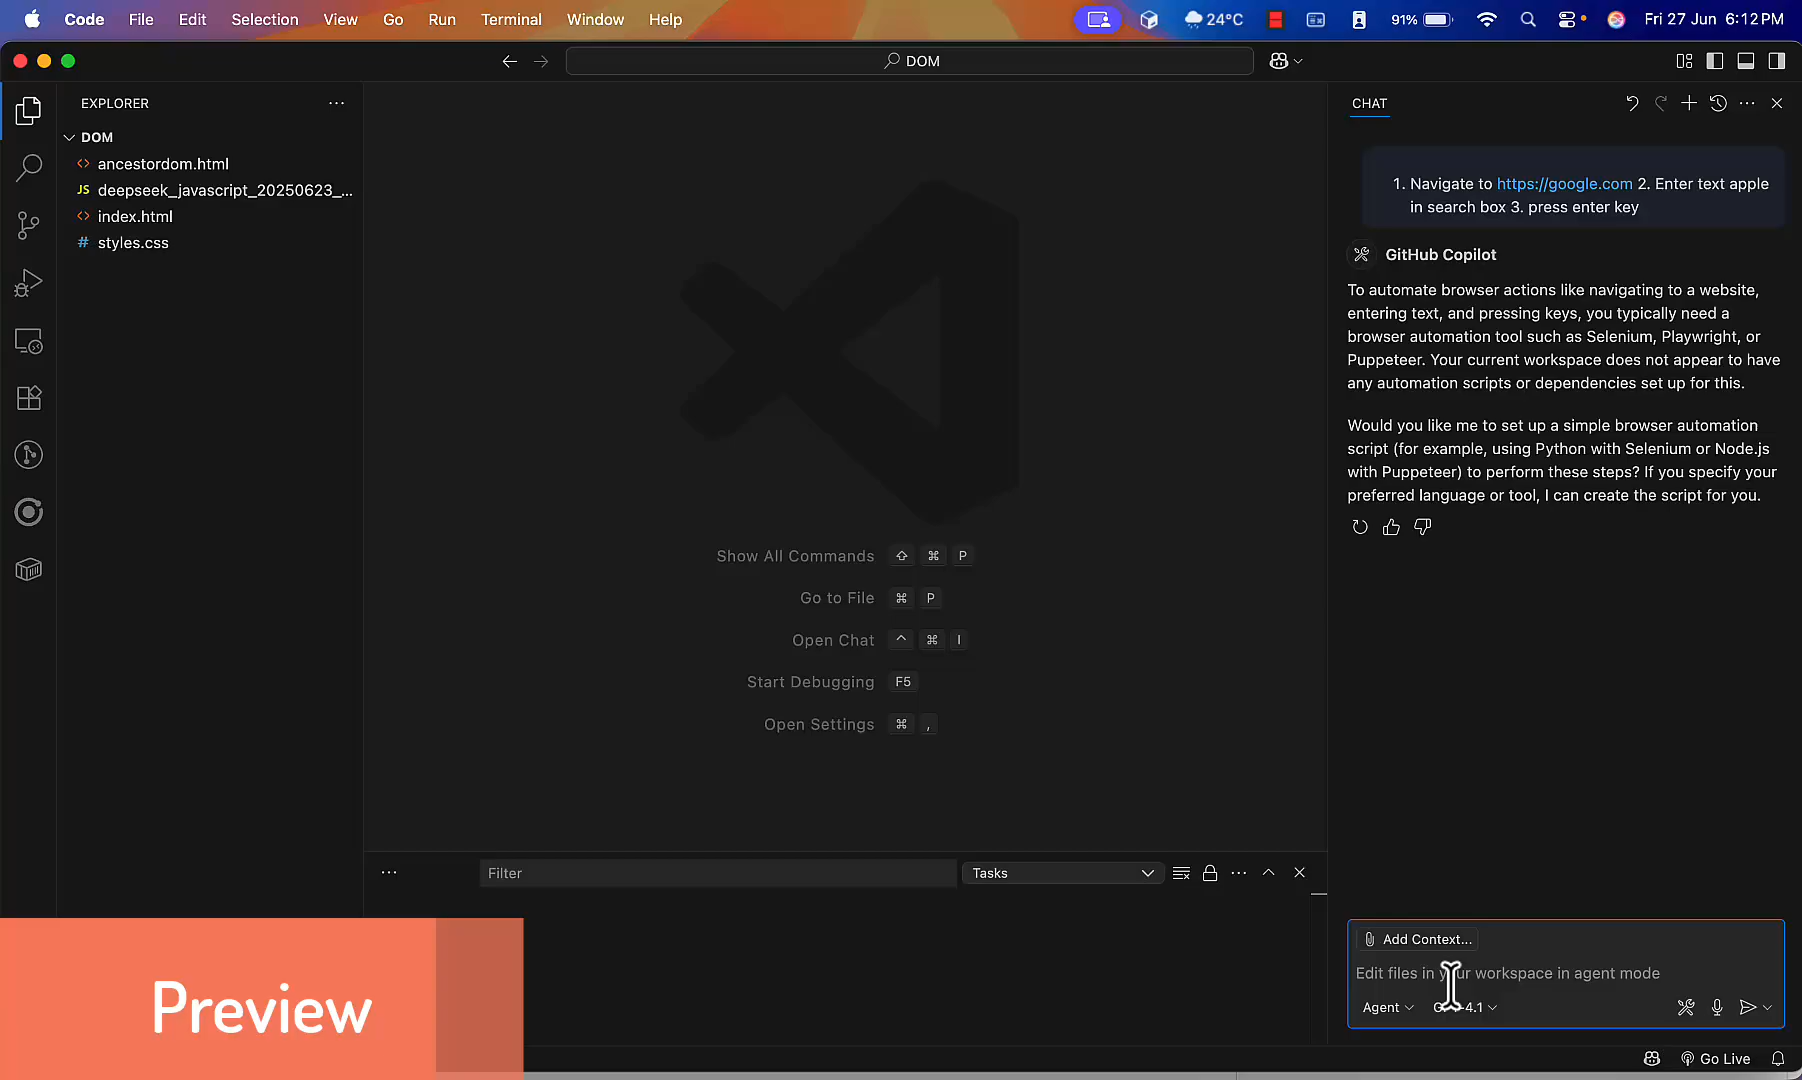 Code File Edit Selection View Go Run Terminal Window Help
24°C 91% Fri 27 Jun 6:12 PM
DOM
EXPLORER
DOM
ancestordom.html
JS deepseek_javascript_20250623_...
index.html
# styles.css
Show All Commands ⇧ ⌘ P
Go to File ⌘ P
Open Chat ^ ⌘ I
Start Debugging F5
Open Settings ⌘ ,
Filter
Tasks
CHAT
1. Navigate to https://google.com 2. Enter text apple
in search box 3. press enter key
GitHub Copilot
To automate browser actions like navigating to a website,
entering text, and pressing keys, you typically need a
browser automation tool such as Selenium, Playwright, or
Puppeteer. Your current workspace does not appear to have
any automation scripts or dependencies set up for this.
Would you like me to set up a simple browser automation
script (for example, using Python with Selenium or Node.js
with Puppeteer) to perform these steps? If you specify your
preferred language or tool, I can create the script for you.
Add Context...
Edit files in your workspace in agent mode
Agent
4.1
Preview
Go Live